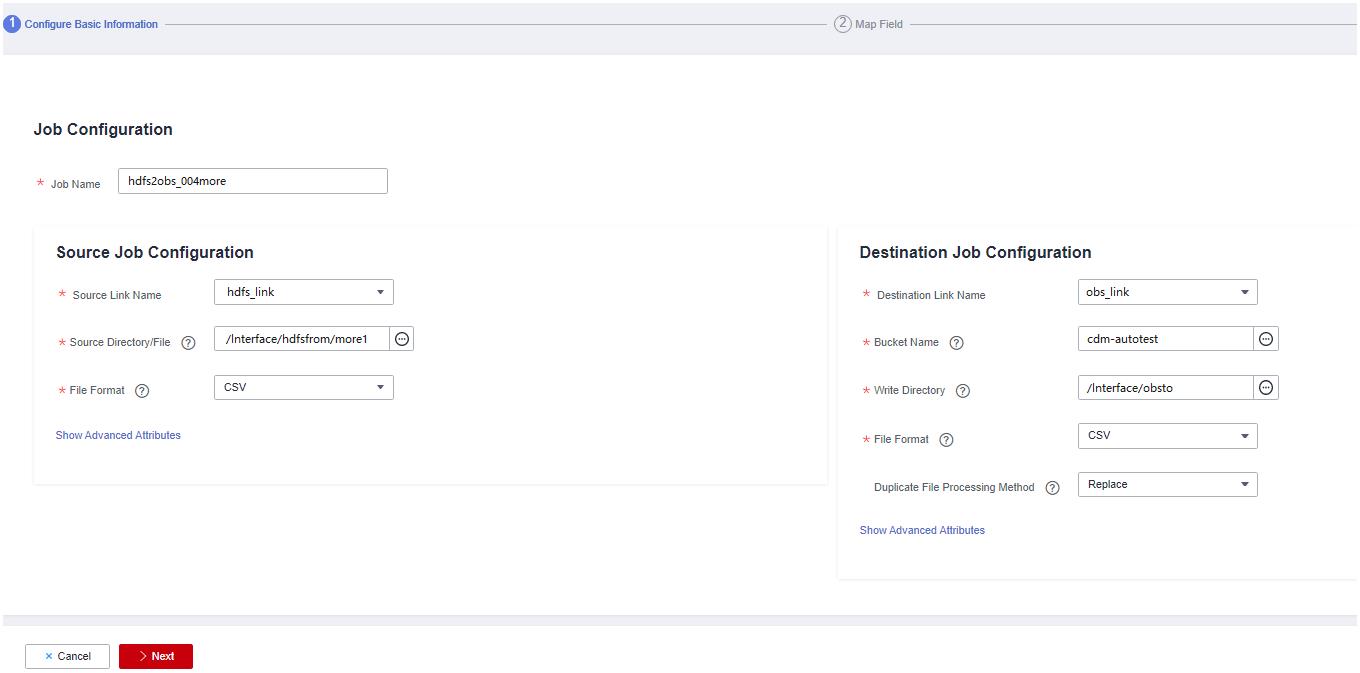 1 Configure Basic Information
2 Map Field
Job Configuration
* Job Name hdfs2obs_004more
Source Job Configuration
* Source Link Name hdfs_link
* Source Directory/File ? /Interface/hdfsfrom/more1
* File Format ? CSV
Show Advanced Attributes
Destination Job Configuration
* Destination Link Name obs_link
* Bucket Name ? cdm-autotest
* Write Directory ? /Interface/obsto
* File Format ? CSV
Duplicate File Processing Method ? Replace
Show Advanced Attributes
× Cancel
> Next